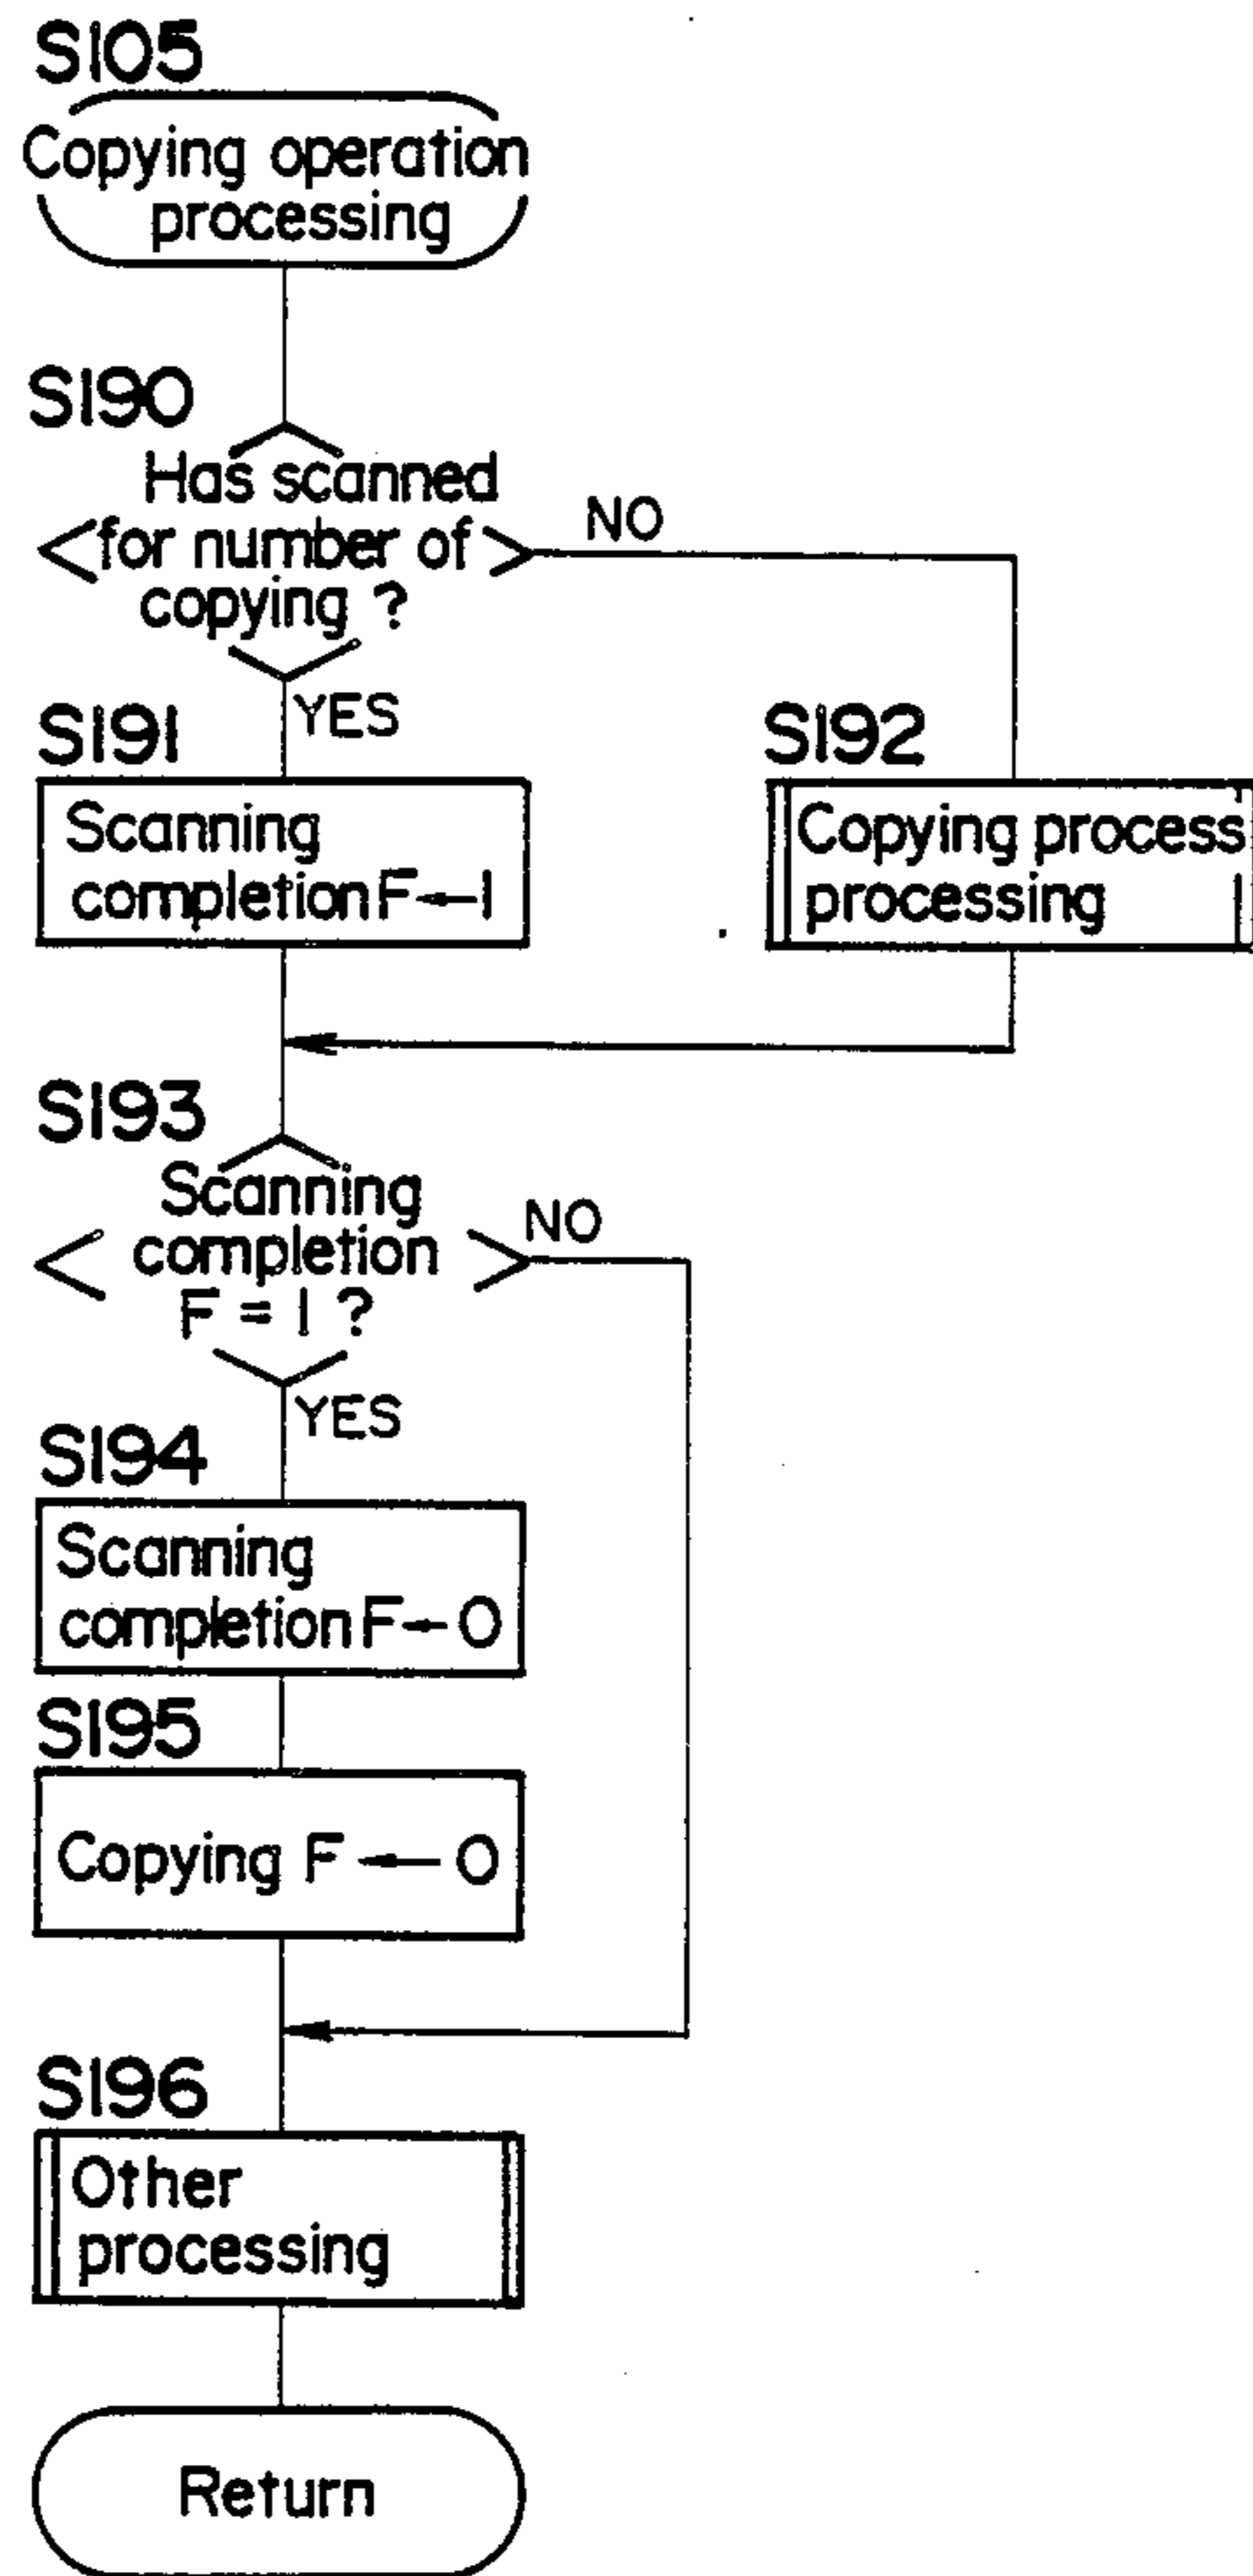 S105
Copying operation
processing
S190
Has scanned
for number of
copying ?
NO
YES
S191
Scanning
completion F←1
S192
Copying process
processing
S193
Scanning
completion
F = 1 ?
NO
YES
S194
Scanning
completion F←0
S195
Copying F ← 0
S196
Other
processing
Return